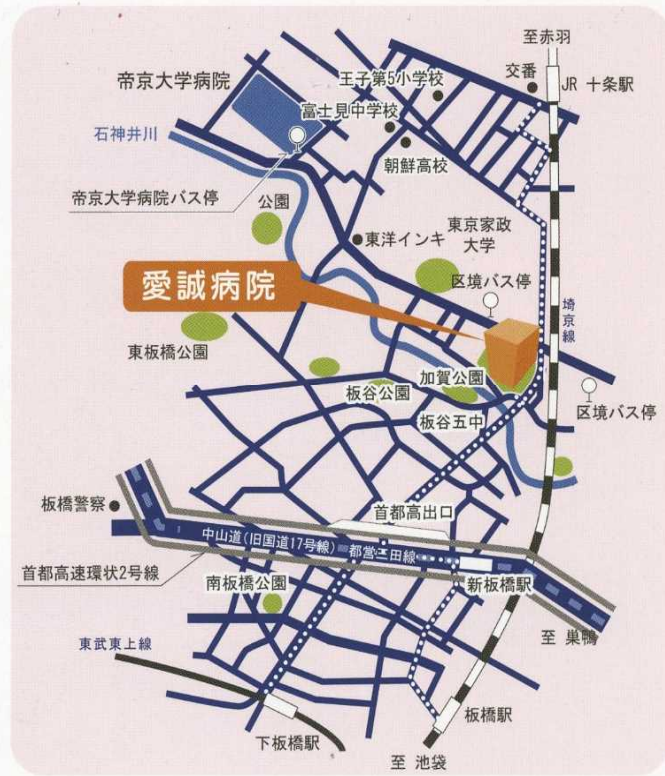 至赤羽
交番
JR 十条駅
王子第5小学校
帝京大学病院
富士見中学校
石神井川
朝鮮高校
帝京大学病院バス停
公園
東洋インキ
東京家政
大学
愛誠病院
区境バス停
埼京線
東板橋公園
加賀公園
板谷公園
区境バス停
板谷五中
板橋警察
首都高出口
中山道(旧国道17号線)
都営三田線
首都高速環状2号線
南板橋公園
新板橋駅
至 巣鴨
東武東上線
板橋駅
下板橋駅
至 池袋